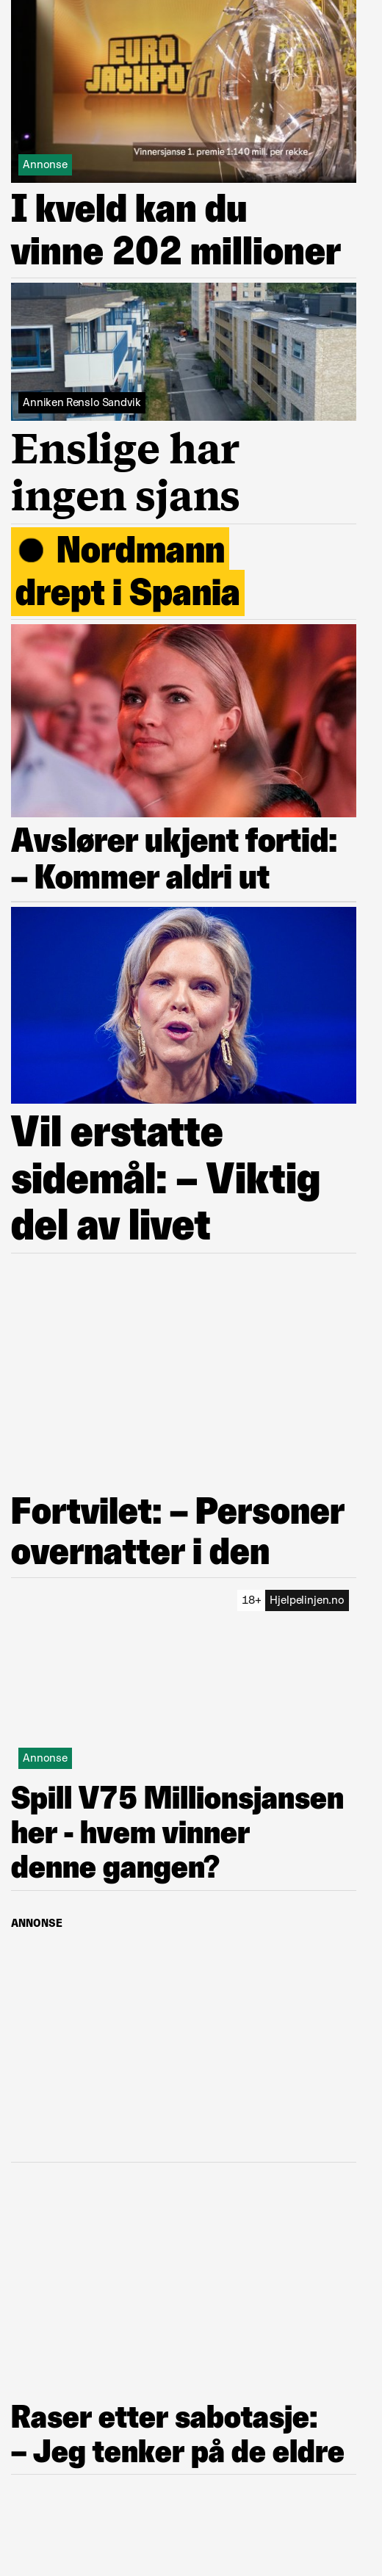 EURO
JACKPOT
Vinnersjanse 1. premie 1:140 mill. per rekke
Annonse
I kveld kan du
vinne 202 millioner
Anniken Renslo Sandvik
Enslige har
ingen sjans
Nordmann
drept i Spania
Avslører ukjent fortid:
– Kommer aldri ut
Vil erstatte
sidemål: – Viktig
del av livet
Fortvilet: – Personer
overnatter i den
18+ Hjelpelinjen.no
Annonse
Spill V75 Millionsjansen
her - hvem vinner
denne gangen?
ANNONSE
Raser etter sabotasje:
– Jeg tenker på de eldre